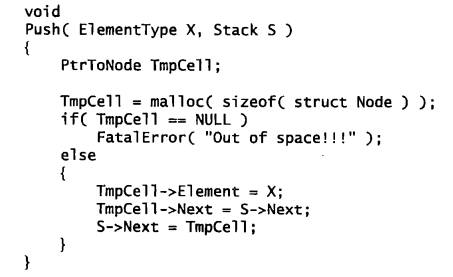 void
Push( ElementType X, Stack S )
{
PtrToNode TmpCell;
TmpCell = malloc( sizeof( struct Node ) );
if( TmpCell == NULL )
FatalError( "Out of space!!!" );
else
{
TmpCell->Element = X;
TmpCell->Next = S->Next;
S->Next = TmpCell;
}
}